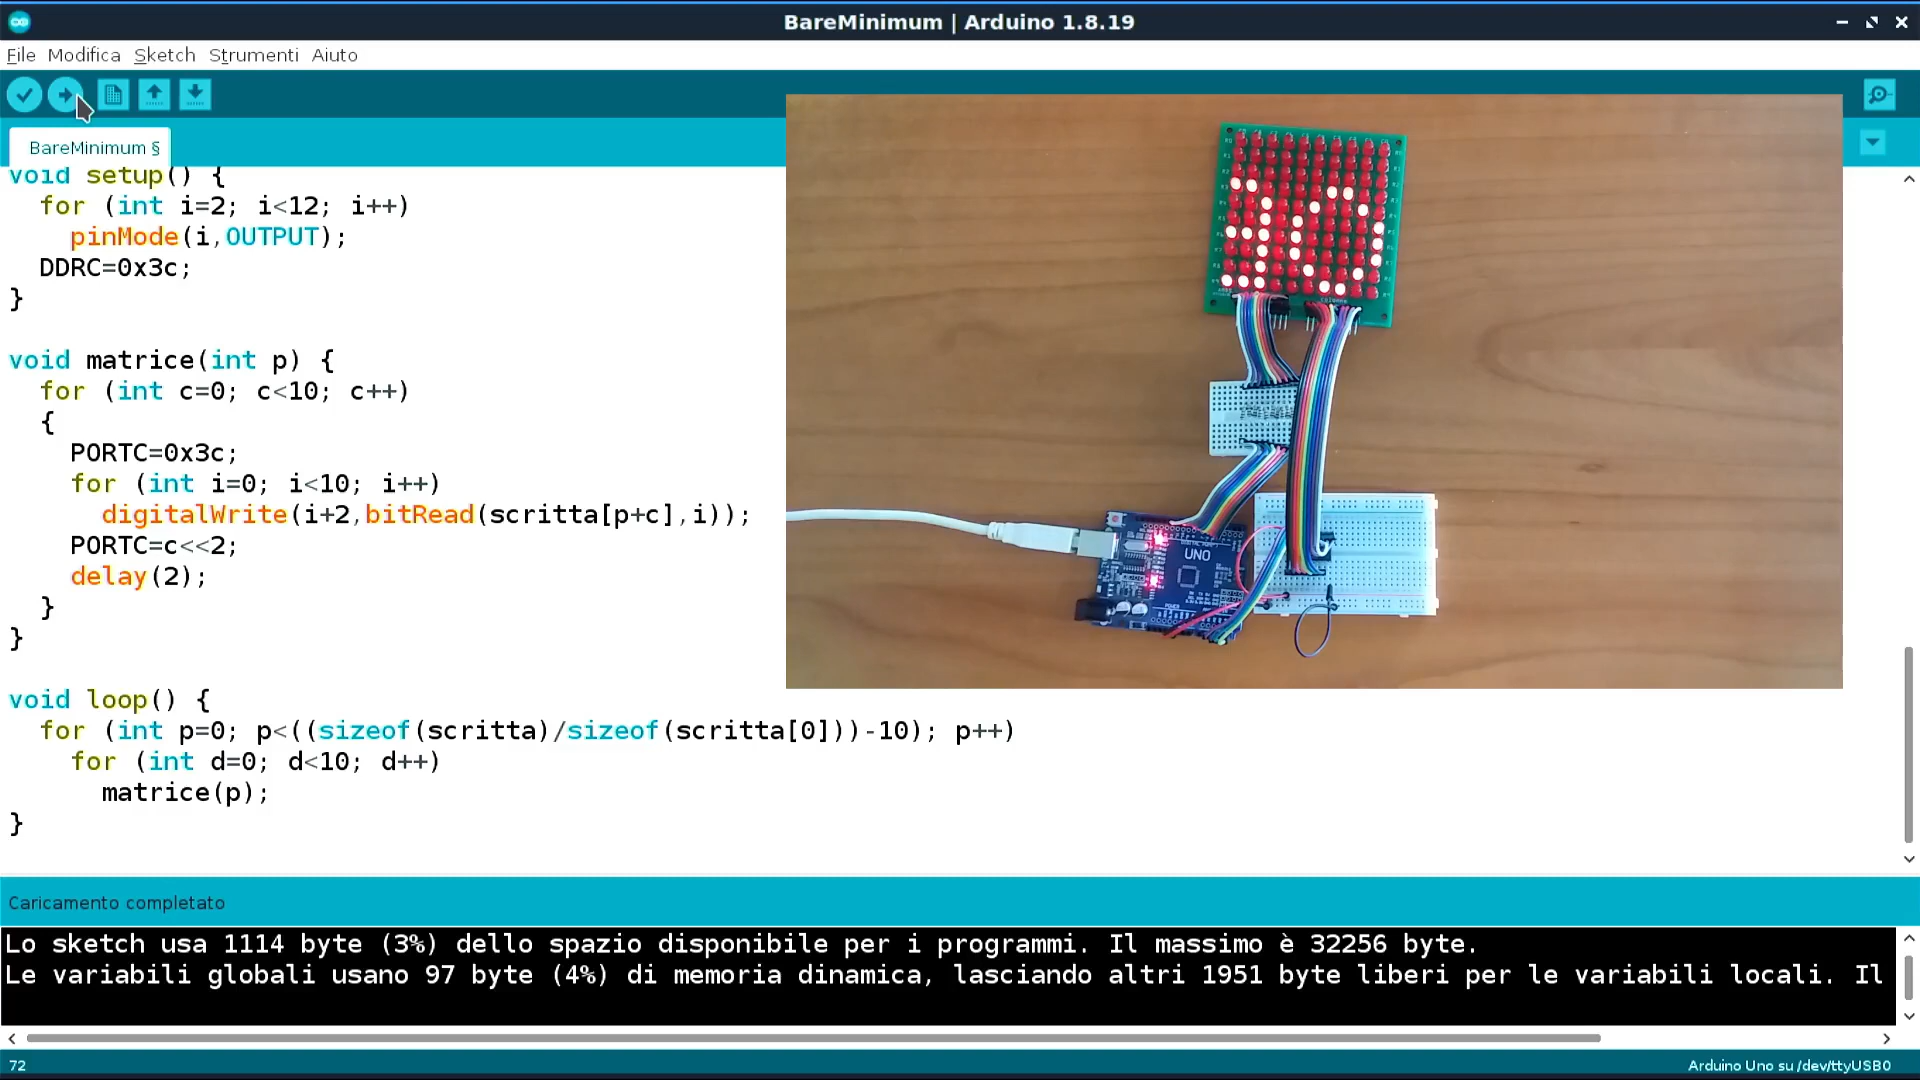 BareMinimum | Arduino 1.8.19
File Modifica Sketch Strumenti Aiuto
BareMinimum §
void setup() {
  for (int i=2; i<12; i++)
    pinMode(i,OUTPUT);
  DDRC=0x3c;
}
void matrice(int p) {
  for (int c=0; c<10; c++)
  {
    PORTC=0x3c;
    for (int i=0; i<10; i++)
      digitalWrite(i+2,bitRead(scritta[p+c],i));
    PORTC=c<<2;
    delay(2);
  }
}
void loop() {
  for (int p=0; p<((sizeof(scritta)/sizeof(scritta[0]))-10); p++)
    for (int d=0; d<10; d++)
      matrice(p);
}
UNO
Caricamento completato
Lo sketch usa 1114 byte (3%) dello spazio disponibile per i programmi. Il massimo è 32256 byte.
Le variabili globali usano 97 byte (4%) di memoria dinamica, lasciando altri 1951 byte liberi per le variabili locali. Il
72
Arduino Uno su /dev/ttyUSB0